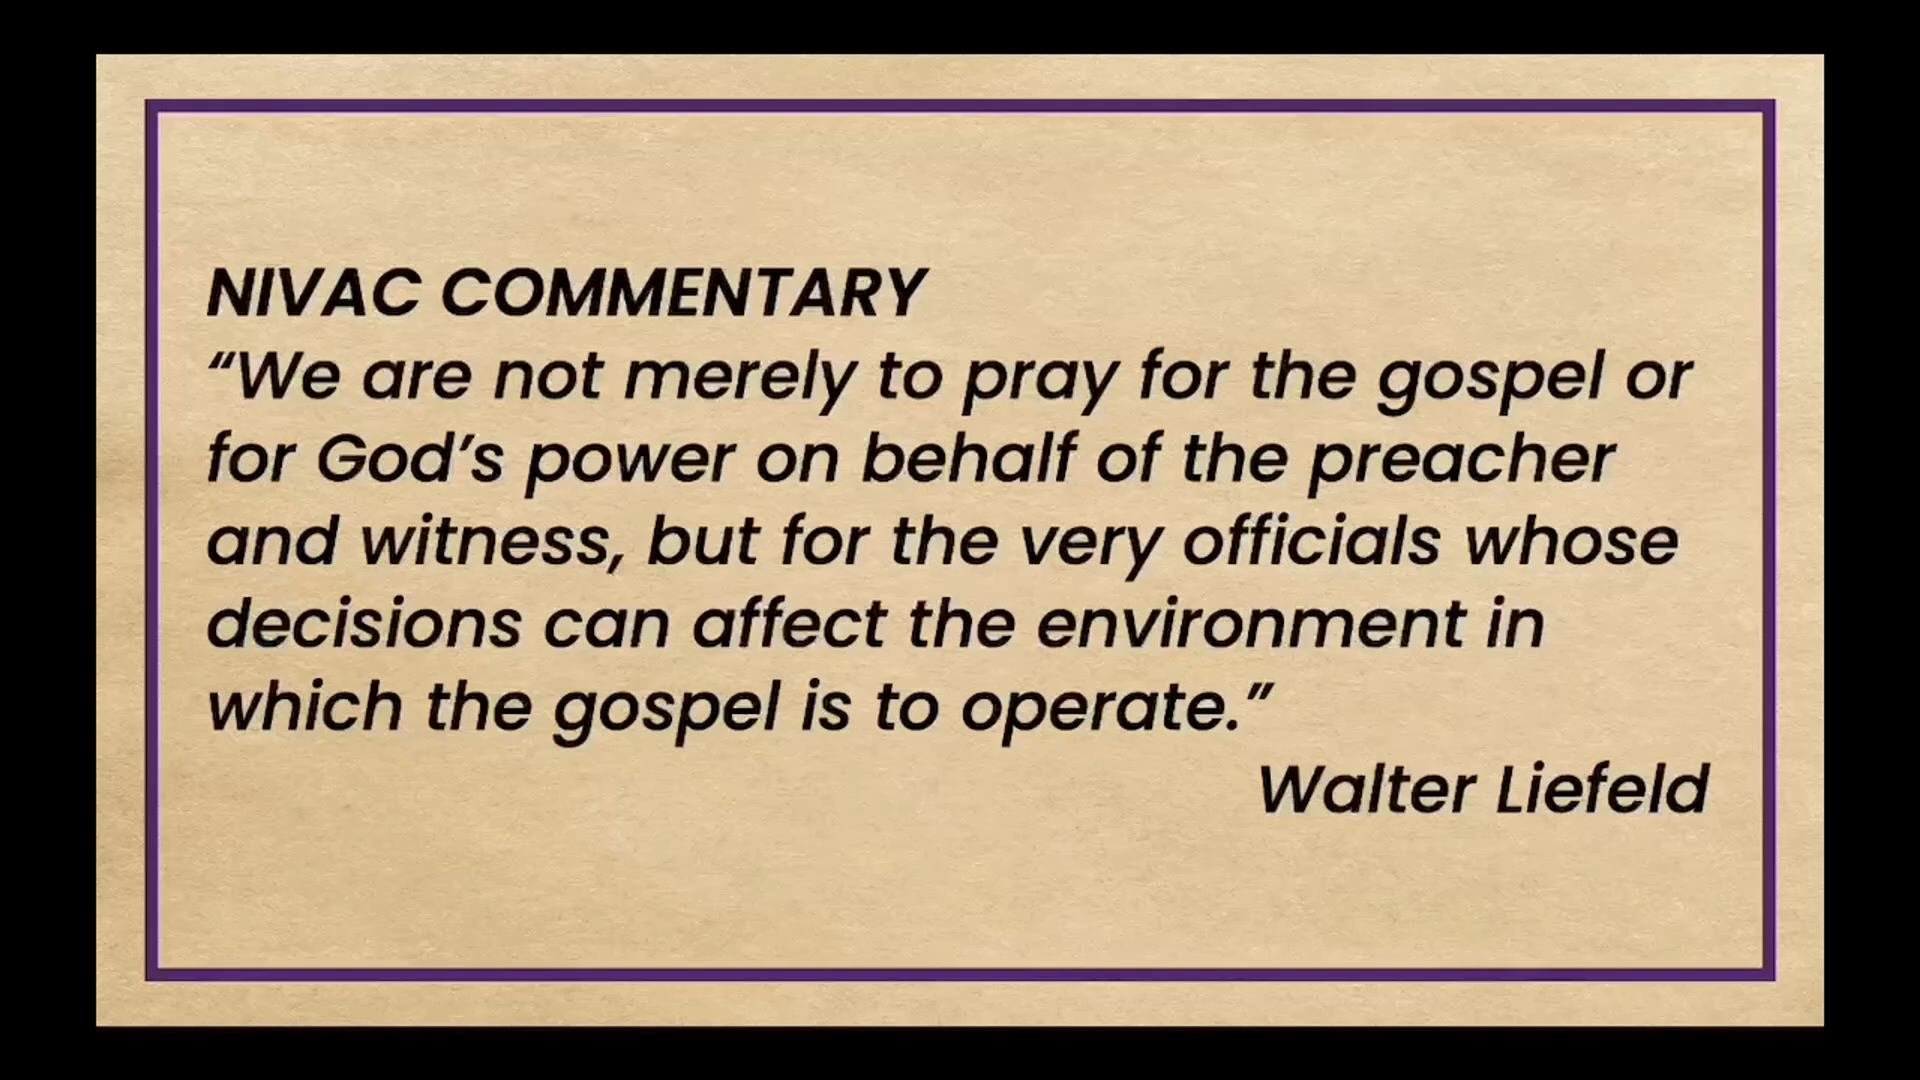 NIVAC COMMENTARY
“We are not merely to pray for the gospel or
for God’s power on behalf of the preacher
and witness, but for the very officials whose
decisions can affect the environment in
which the gospel is to operate.”
Walter Liefeld